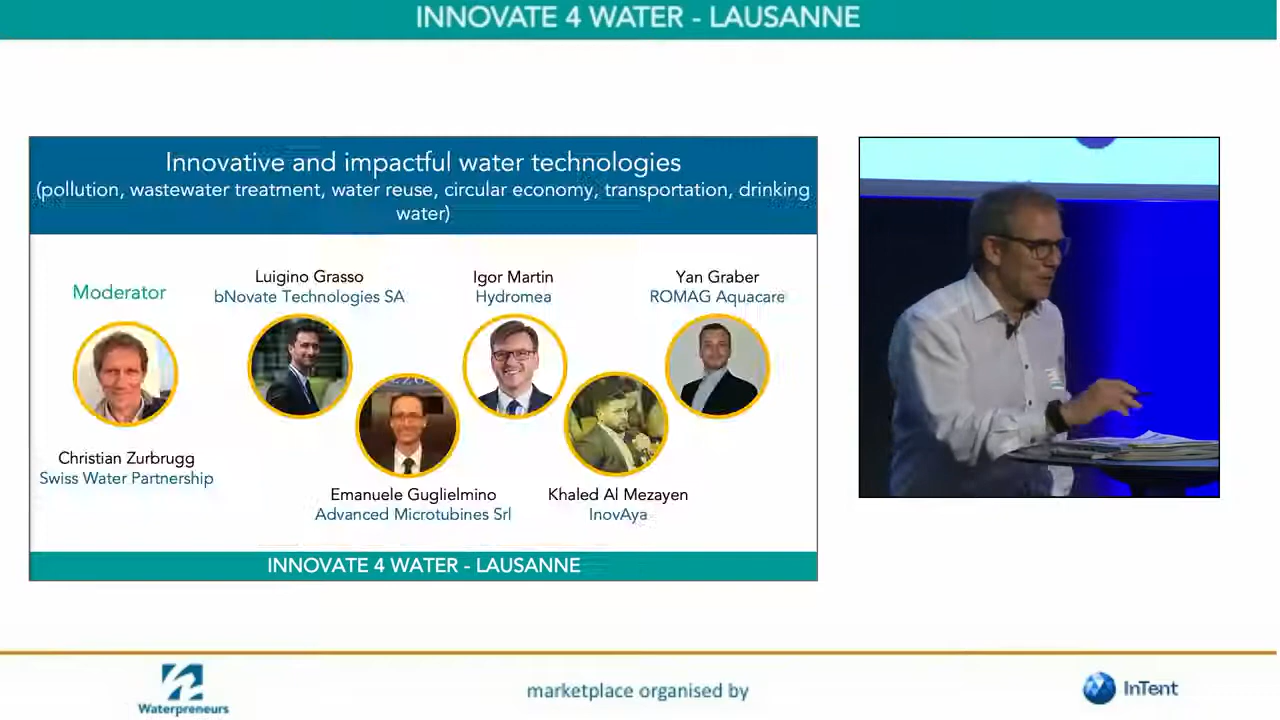 INNOVATE 4 WATER - LAUSANNE
Innovative and impactful water technologies
(pollution, wastewater treatment, water reuse, circular economy, transportation, drinking
water)
Moderator
Christian Zurbrugg
Swiss Water Partnership
Luigino Grasso
bNovate Technologies SA
Emanuele Guglielmino
Advanced Microtubines Srl
Igor Martin
Hydromea
Khaled Al Mezayen
InovAya
Yan Graber
ROMAG Aquacare
INNOVATE 4 WATER - LAUSANNE
Waterpreneurs
marketplace organised by
InTent